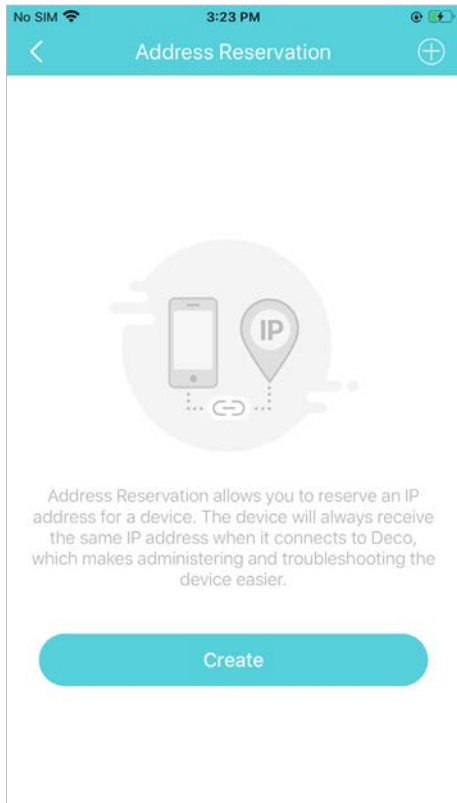 No SIM 3:23 PM
Address Reservation
IP
Address Reservation allows you to reserve an IP
address for a device. The device will always receive
the same IP address when it connects to Deco,
which makes administering and troubleshooting the
device easier.
Create